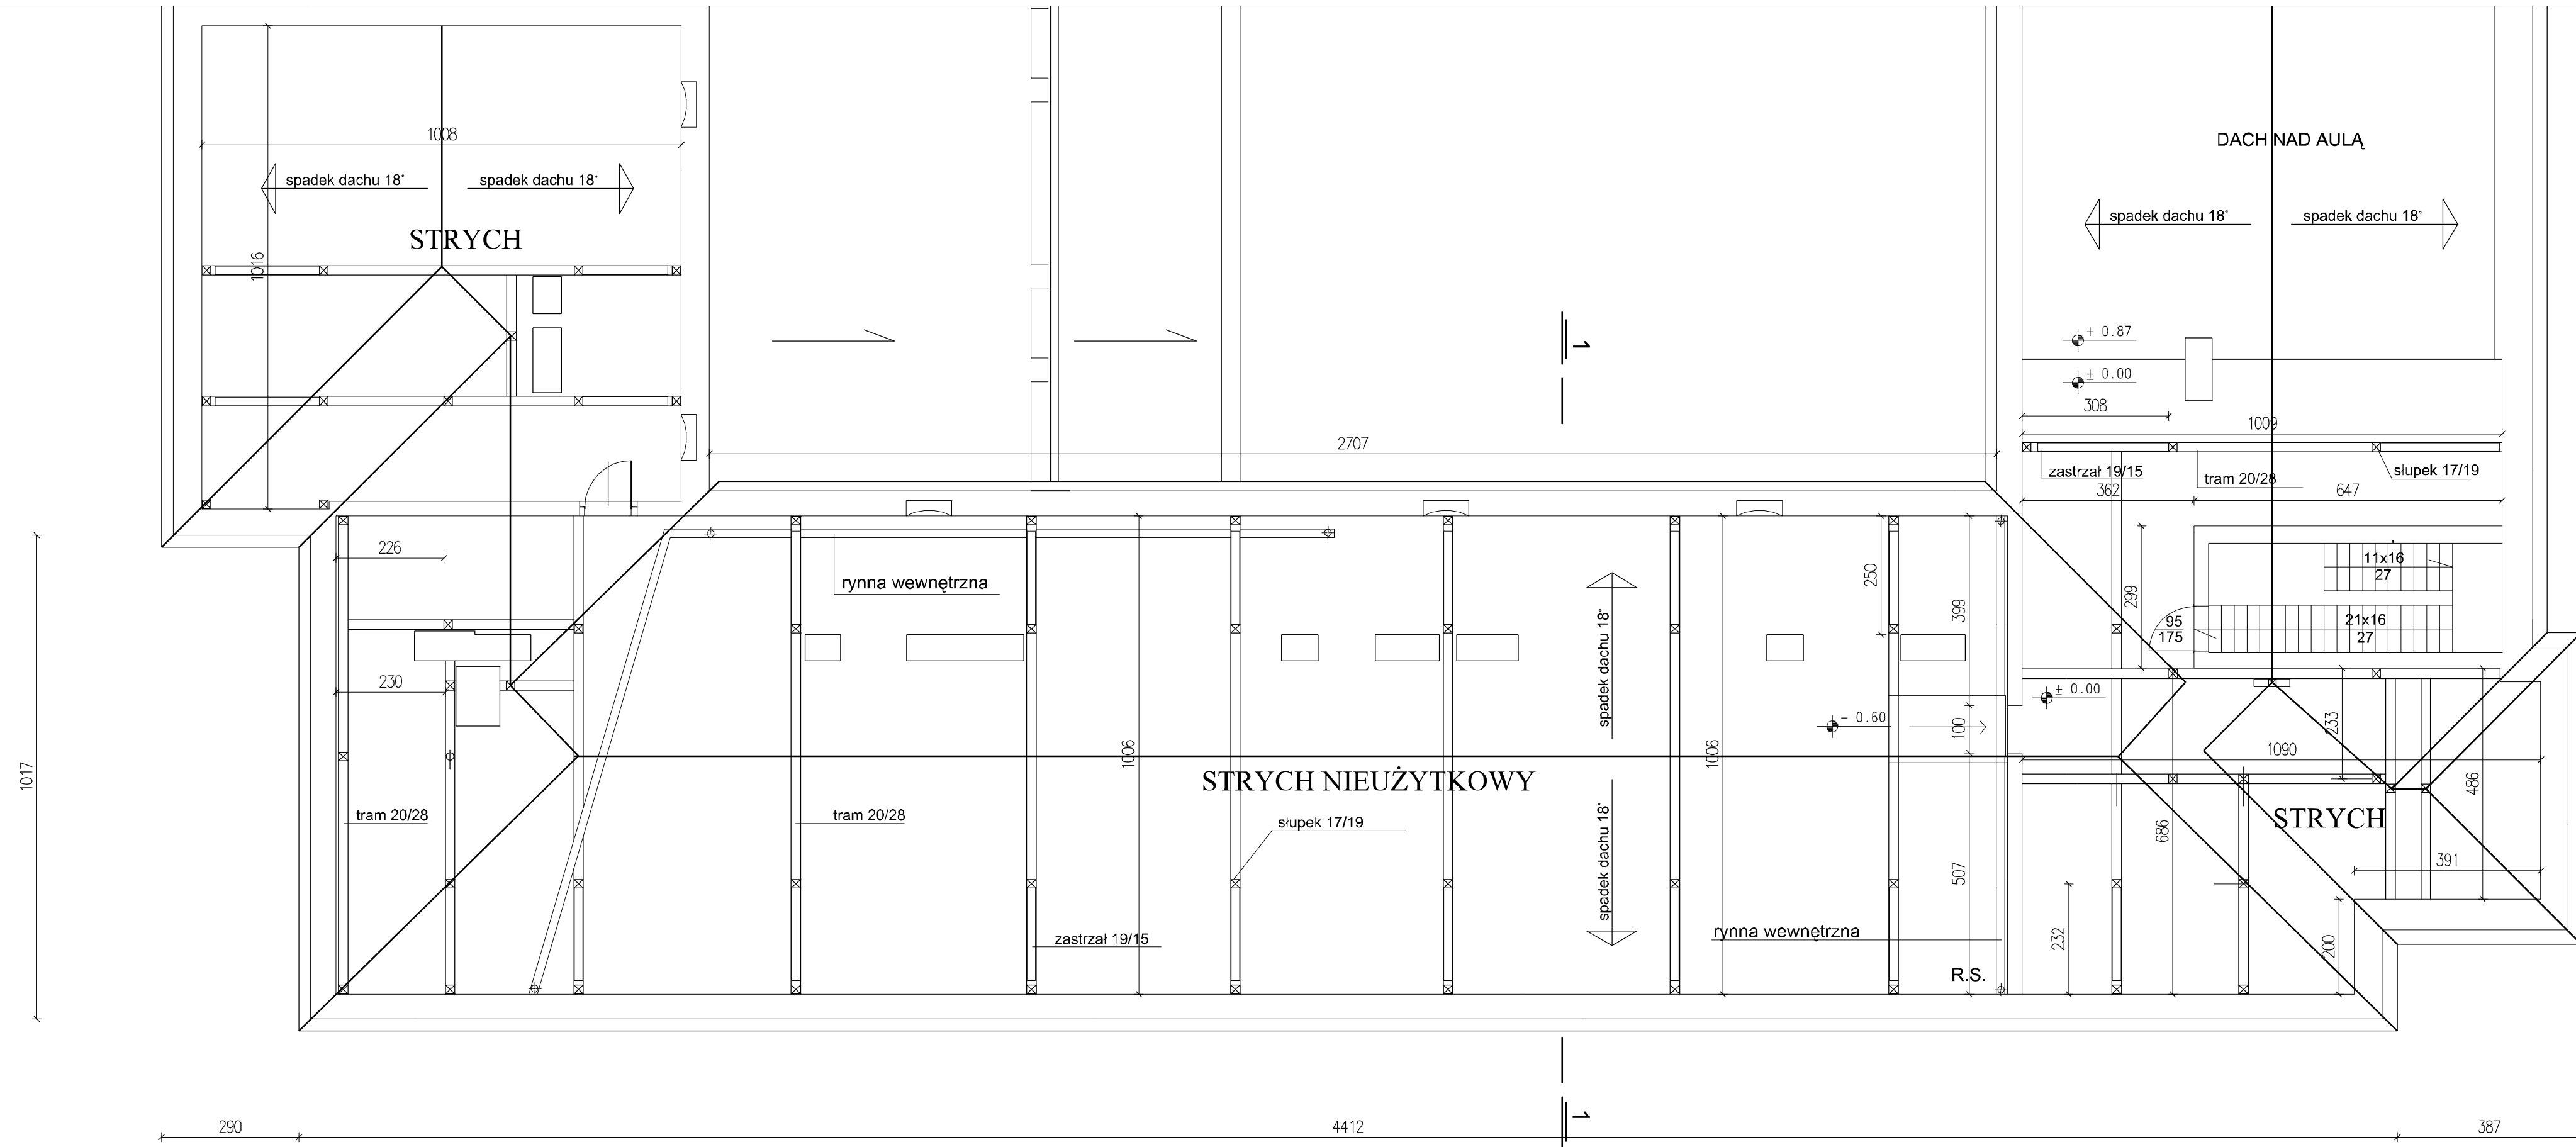 DACH NAD AULĄ
1008
spadek dachu 18°
spadek dachu 18°
STRYCH
1016
spadek dachu 18°
spadek dachu 18°
+ 0.87
1
± 0.00
308
1009
2707
zastrzał 19/15
tram 20/28
słupek 17/19
362
647
226
rynna wewnętrzna
250
399
299
11x16
27
95
175
21x16
27
spadek dachu 18°
230
± 0.00
- 0.60
100
233
1090
1017
1006
1006
STRYCH NIEUŻYTKOWY
486
tram 20/28
tram 20/28
słupek 17/19
spadek dachu 18°
STRYCH
686
391
507
zastrzał 19/15
rynna wewnętrzna
232
200
R.S.
1
290
4412
387